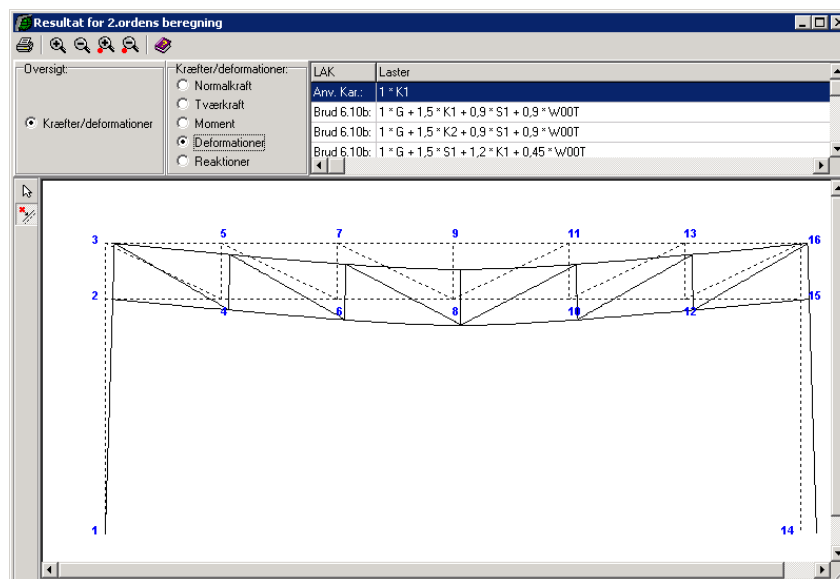 Resultat for 2.ordens beregning
Oversigt:
Kræfter/deformationer
Kræfter/deformationer:
Normalkraft
Tværkraft
Moment
Deformationer
Reaktioner
LAK Laster
Anv. Kar.: 1 * K1
Brud 6.10b: 1 * G + 1,5 * K1 + 0,9 * S1 + 0,9 * W00T
Brud 6.10b: 1 * G + 1,5 * K2 + 0,9 * S1 + 0,9 * W00T
Brud 6.10b: 1 * G + 1,5 * S1 + 1,2 * K1 + 0,45 * W00T
3 5 7 9 11 13 16
2 4 6 8 10 12 15
1 14